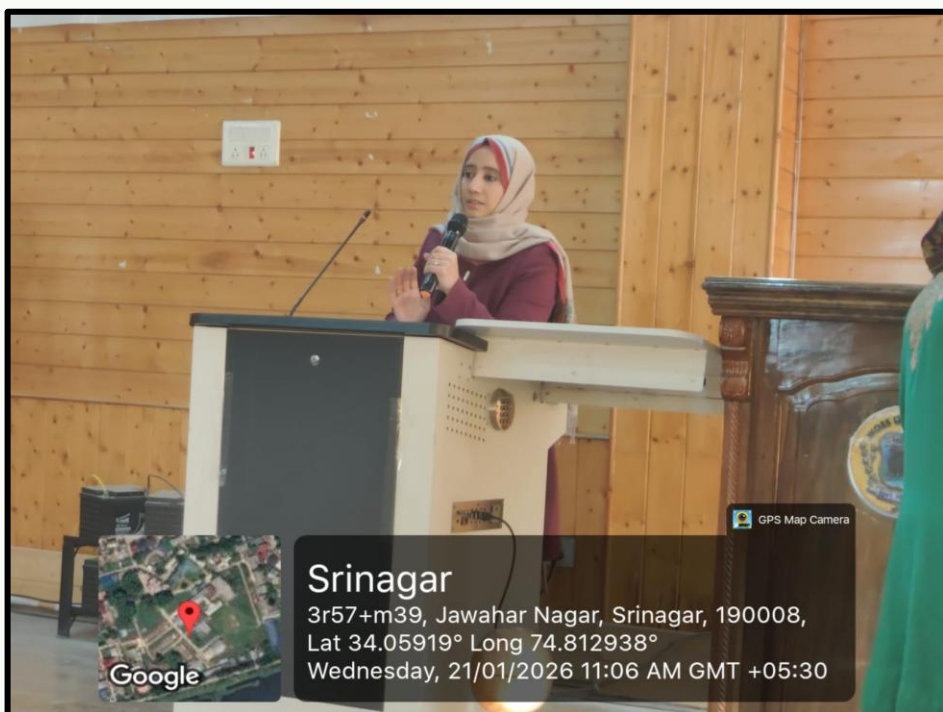 GPS Map Camera
Srinagar
3r57+m39, Jawahar Nagar, Srinagar, 190008,
Lat 34.05919° Long 74.812938°
Wednesday, 21/01/2026 11:06 AM GMT +05:30
Google